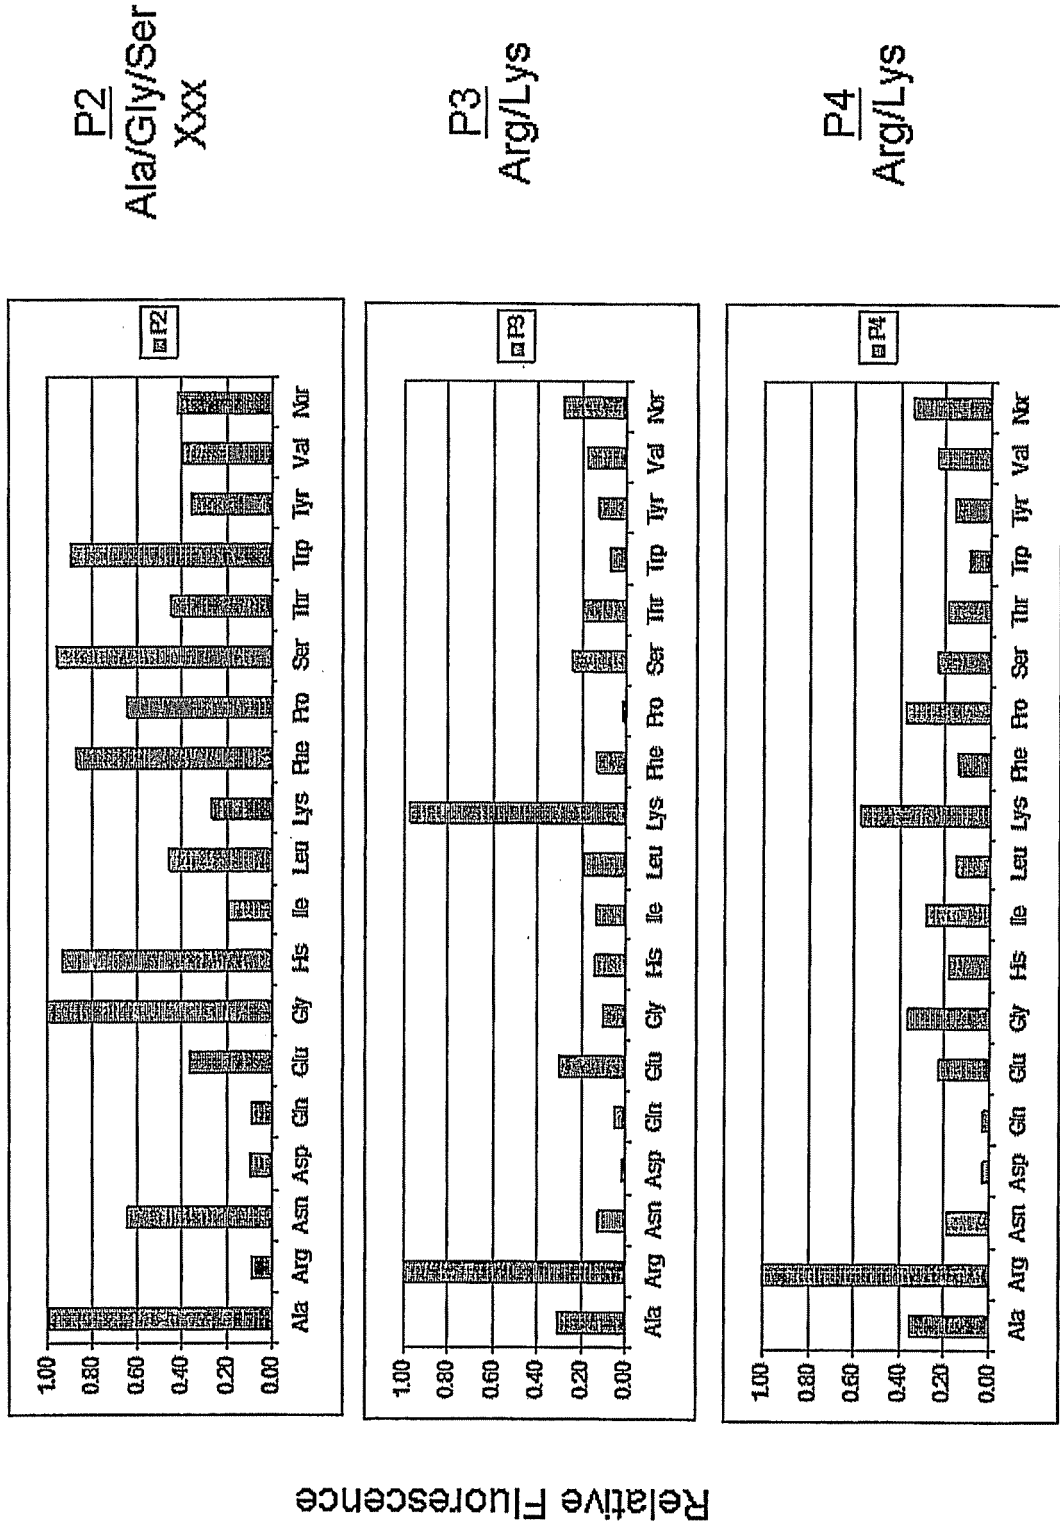 Relative Fluorescence
1.00
0.80
0.60
0.40
0.20
0.00
Ala Arg Asn Asp Gln Glu Gly His Ile Leu Lys Phe Pro Ser Thr Trp Tyr Val Nor
P2
P2
Ala/Gly/Ser
Xxx
1.00
0.80
0.60
0.40
0.20
0.00
Ala Arg Asn Asp Gln Glu Gly His Ile Leu Lys Phe Pro Ser Thr Trp Tyr Val Nor
P3
P3
Arg/Lys
1.00
0.80
0.60
0.40
0.20
0.00
Ala Arg Asn Asp Gln Glu Gly His Ile Leu Lys Phe Pro Ser Thr Trp Tyr Val Nor
P4
P4
Arg/Lys